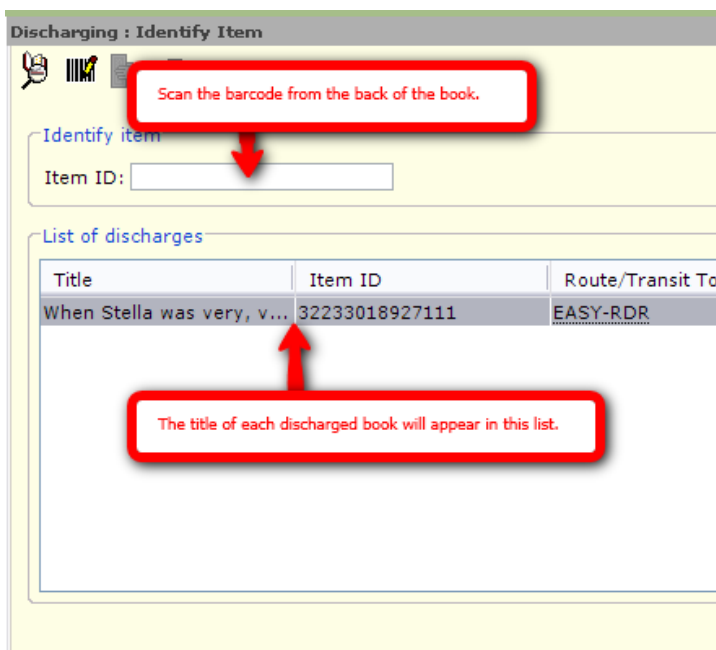 Discharging : Identify Item
Scan the barcode from the back of the book.
Identify item
Item ID:
List of discharges
Title Item ID Route/Transit To
When Stella was very, v... 32233018927111 EASY-RDR
The title of each discharged book will appear in this list.